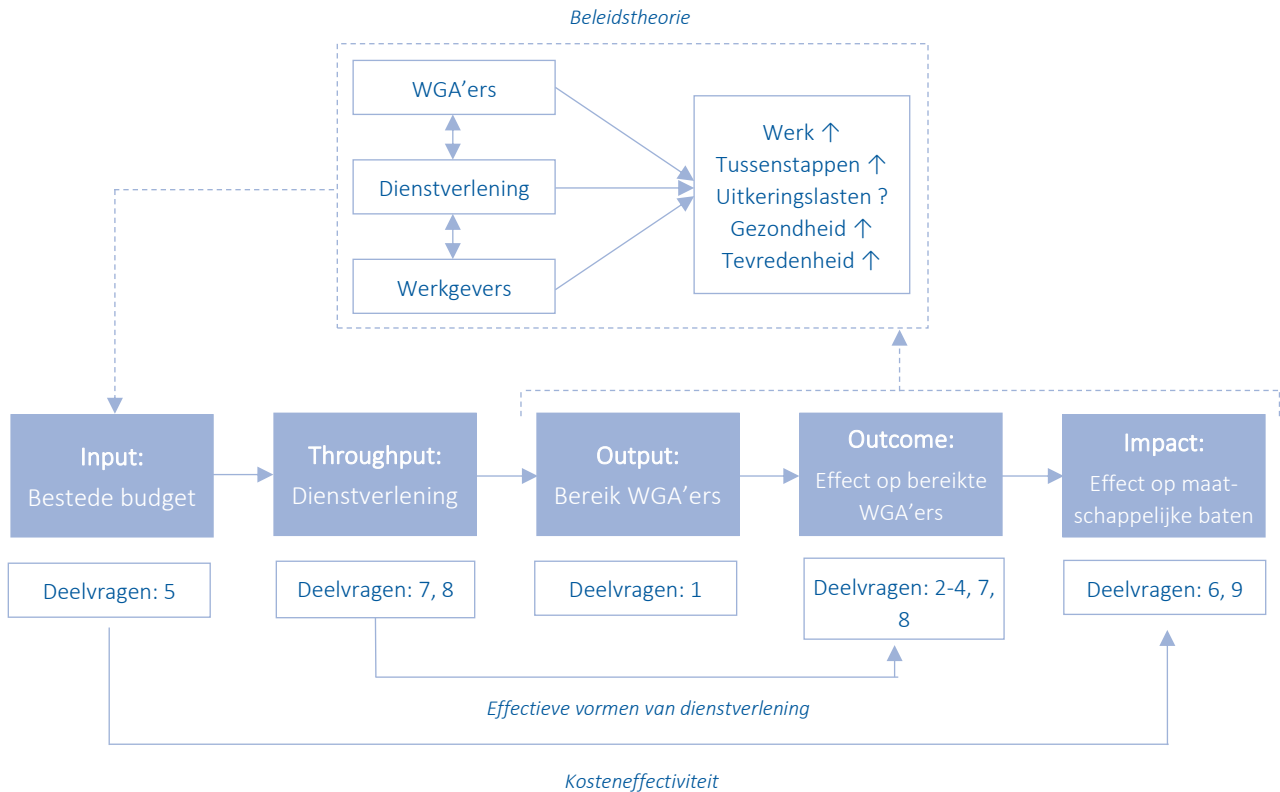 Beleidstheorie
WGA’ers
Dienstverlening
Werkgevers
Werk ↑
Tussenstappen ↑
Uitkeringslasten ?
Gezondheid ↑
Tevredenheid ↑
Input:
Bestede budget
Throughput:
Dienstverlening
Output:
Bereik WGA’ers
Outcome:
Effect op bereikte
WGA’ers
Impact:
Effect op maat-
schappelijke baten
Deelvragen: 5
Deelvragen: 7, 8
Deelvragen: 1
Deelvragen: 2-4, 7,
8
Deelvragen: 6, 9
Effectieve vormen van dienstverlening
Kosteneffectiviteit